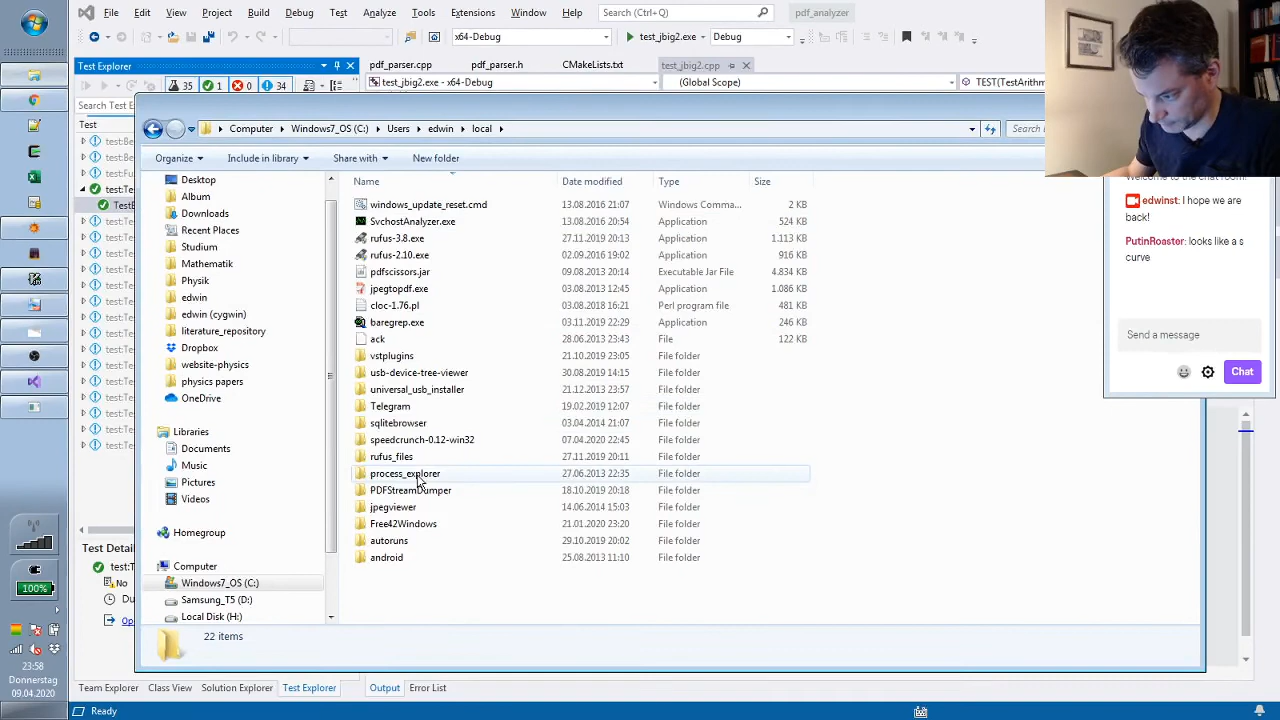 File Edit View Project Build Debug Test Analyze Tools Extensions Window Help Search (Ctrl+Q) pdf_analyzer
x64-Debug test_jbig2.exe Debug
Test Explorer pdf_parser.cpp pdf_parser.h CMakeLists.txt test_jbig2.cpp
35 1 0 34 test_jbig2.exe - x64-Debug (Global Scope) TEST(TestArithm
Search Test E
Test
Computer Windows7_OS (C:) Users edwin local
Organize Include in library Share with New folder
Name Date modified Type Size
Desktop
Album
Downloads
Recent Places
Studium
Mathematik
Physik
edwin
edwin (cygwin)
literature_repository
Dropbox
website-physics
physics papers
OneDrive
Libraries
Documents
Music
Pictures
Videos
Homegroup
Computer
Windows7_OS (C:)
Samsung_T5 (D:)
Local Disk (H:)
windows_update_reset.cmd 13.08.2016 21:07 Windows Comma... 2 KB
SvchostAnalyzer.exe 13.08.2016 20:54 Application 524 KB
rufus-3.8.exe 27.11.2019 20:13 Application 1.113 KB
rufus-2.10.exe 02.09.2016 19:02 Application 916 KB
pdfscissors.jar 09.08.2013 20:14 Executable Jar File 4.834 KB
jpegtopdf.exe 03.08.2013 12:45 Application 1.086 KB
cloc-1.76.pl 03.08.2018 16:21 Perl program file 481 KB
baregrep.exe 03.11.2019 22:29 Application 246 KB
ack 28.06.2013 23:43 File 122 KB
vstplugins 21.10.2019 23:05 File folder
usb-device-tree-viewer 30.08.2019 14:15 File folder
universal_usb_installer 21.12.2013 23:57 File folder
Telegram 19.02.2019 12:07 File folder
sqlitebrowser 03.04.2014 21:07 File folder
speedcrunch-0.12-win32 07.04.2020 22:45 File folder
rufus_files 27.11.2019 20:11 File folder
process_explorer 27.06.2013 22:35 File folder
PDFStreamDumper 18.10.2019 20:18 File folder
jpegviewer 14.06.2014 15:03 File folder
Free42Windows 21.01.2020 23:20 File folder
autoruns 29.10.2019 20:02 File folder
android 25.08.2013 11:10 File folder
22 items
Welcome to the chat room!
edwinst: I hope we are
back!
PutinRoaster: looks like a s
curve
Send a message
Chat
Test Details
test:T
No
Du
Op
100%
23:58
Donnerstag
09.04.2020
Team Explorer Class View Solution Explorer Test Explorer Output Error List
Ready